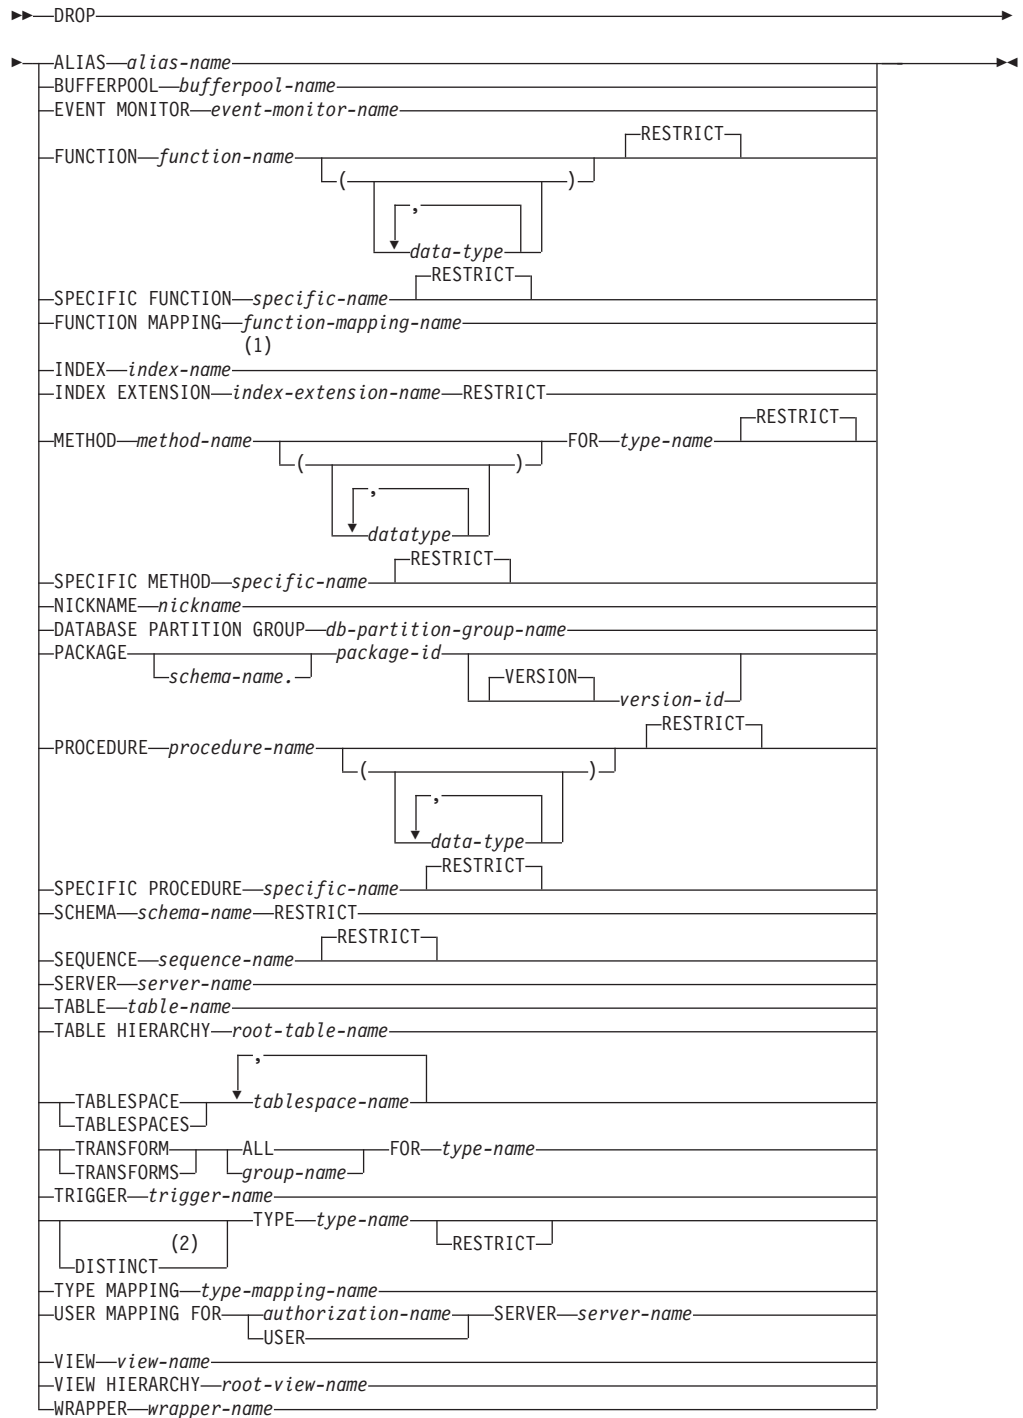 DROP
ALIAS alias-name
BUFFERPOOL bufferpool-name
EVENT MONITOR event-monitor-name
RESTRICT
FUNCTION function-name
( )
,
data-type
RESTRICT
SPECIFIC FUNCTION specific-name
FUNCTION MAPPING function-mapping-name
(1)
INDEX index-name
INDEX EXTENSION index-extension-name RESTRICT
RESTRICT
METHOD method-name FOR type-name
( )
,
datatype
RESTRICT
SPECIFIC METHOD specific-name
NICKNAME nickname
DATABASE PARTITION GROUP db-partition-group-name
PACKAGE package-id
schema-name. VERSION
version-id
RESTRICT
PROCEDURE procedure-name
( )
,
data-type
RESTRICT
SPECIFIC PROCEDURE specific-name
SCHEMA schema-name RESTRICT
RESTRICT
SEQUENCE sequence-name
SERVER server-name
TABLE table-name
TABLE HIERARCHY root-table-name
,
TABLESPACE tablespace-name
TABLESPACES
TRANSFORM ALL FOR type-name
TRANSFORMS group-name
TRIGGER trigger-name
TYPE type-name
(2) RESTRICT
DISTINCT
TYPE MAPPING type-mapping-name
USER MAPPING FOR authorization-name SERVER server-name
USER
VIEW view-name
VIEW HIERARCHY root-view-name
WRAPPER wrapper-name